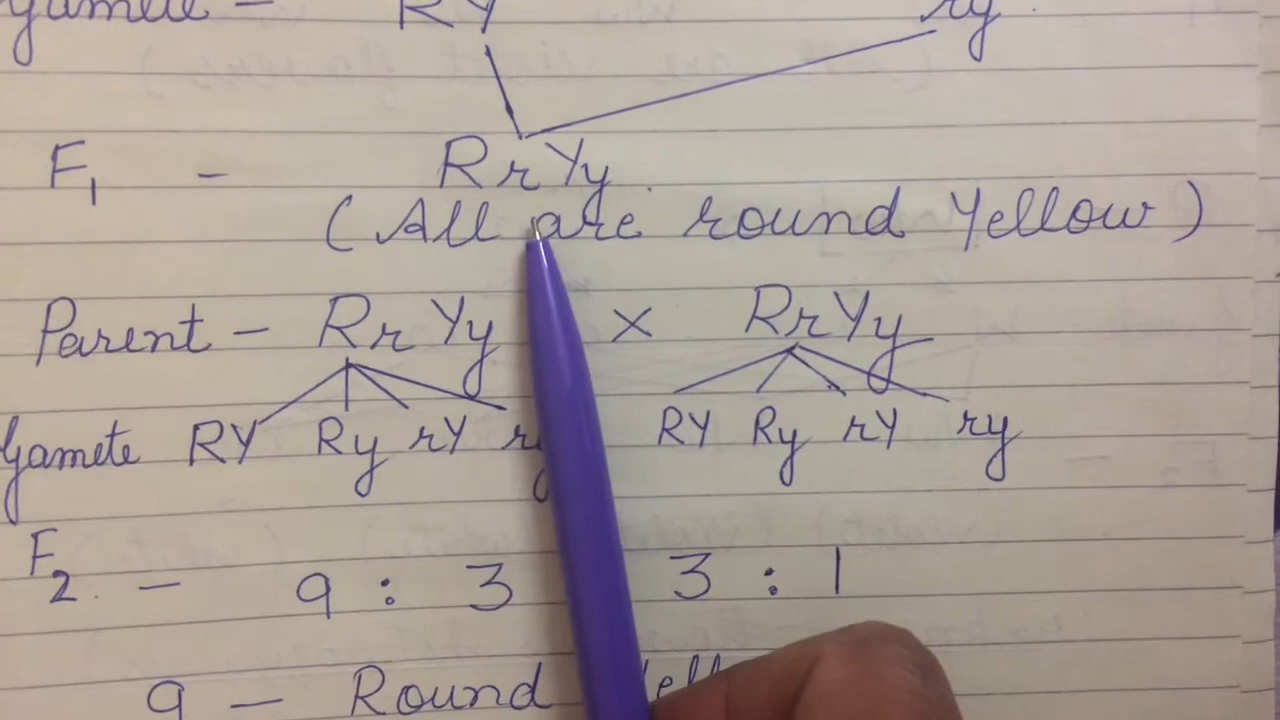 Gamete - RY ry
F1 - RrYy
(All are round Yellow)
Parent - RrYy × RrYy
Gamete RY Ry rY RY Ry rY ry
F2 - 9 : 3 3 : 1
9 - Round